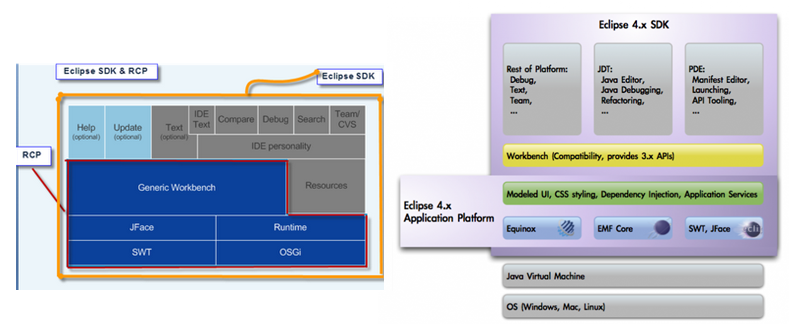 Eclipse SDK & RCP
Eclipse SDK
Help
(optional)
Update
(optional)
Text
(optional)
IDE
Text
Compare
Debug
Search
Team/
CVS
IDE personality
RCP
Generic Workbench
Resources
JFace
Runtime
SWT
OSGi
Eclipse 4.x SDK
Rest of Platform:
Debug,
Text,
Team,
...
JDT:
Java Editor,
Java Debugging,
Refactoring,
...
PDE:
Manifest Editor,
Launching,
API Tooling,
...
Workbench (Compatibility, provides 3.x APIs)
Eclipse 4.x
Application Platform
Modeled UI, CSS styling, Dependency Injection, Application Services
Equinox
EMF Core
SWT, JFace
Java Virtual Machine
OS (Windows, Mac, Linux)